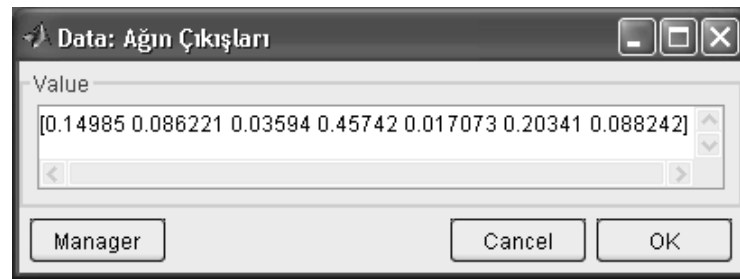 Data: Ağın Çıkışları
Value
[0.14985 0.086221 0.03594 0.45742 0.017073 0.20341 0.088242]
Manager Cancel OK